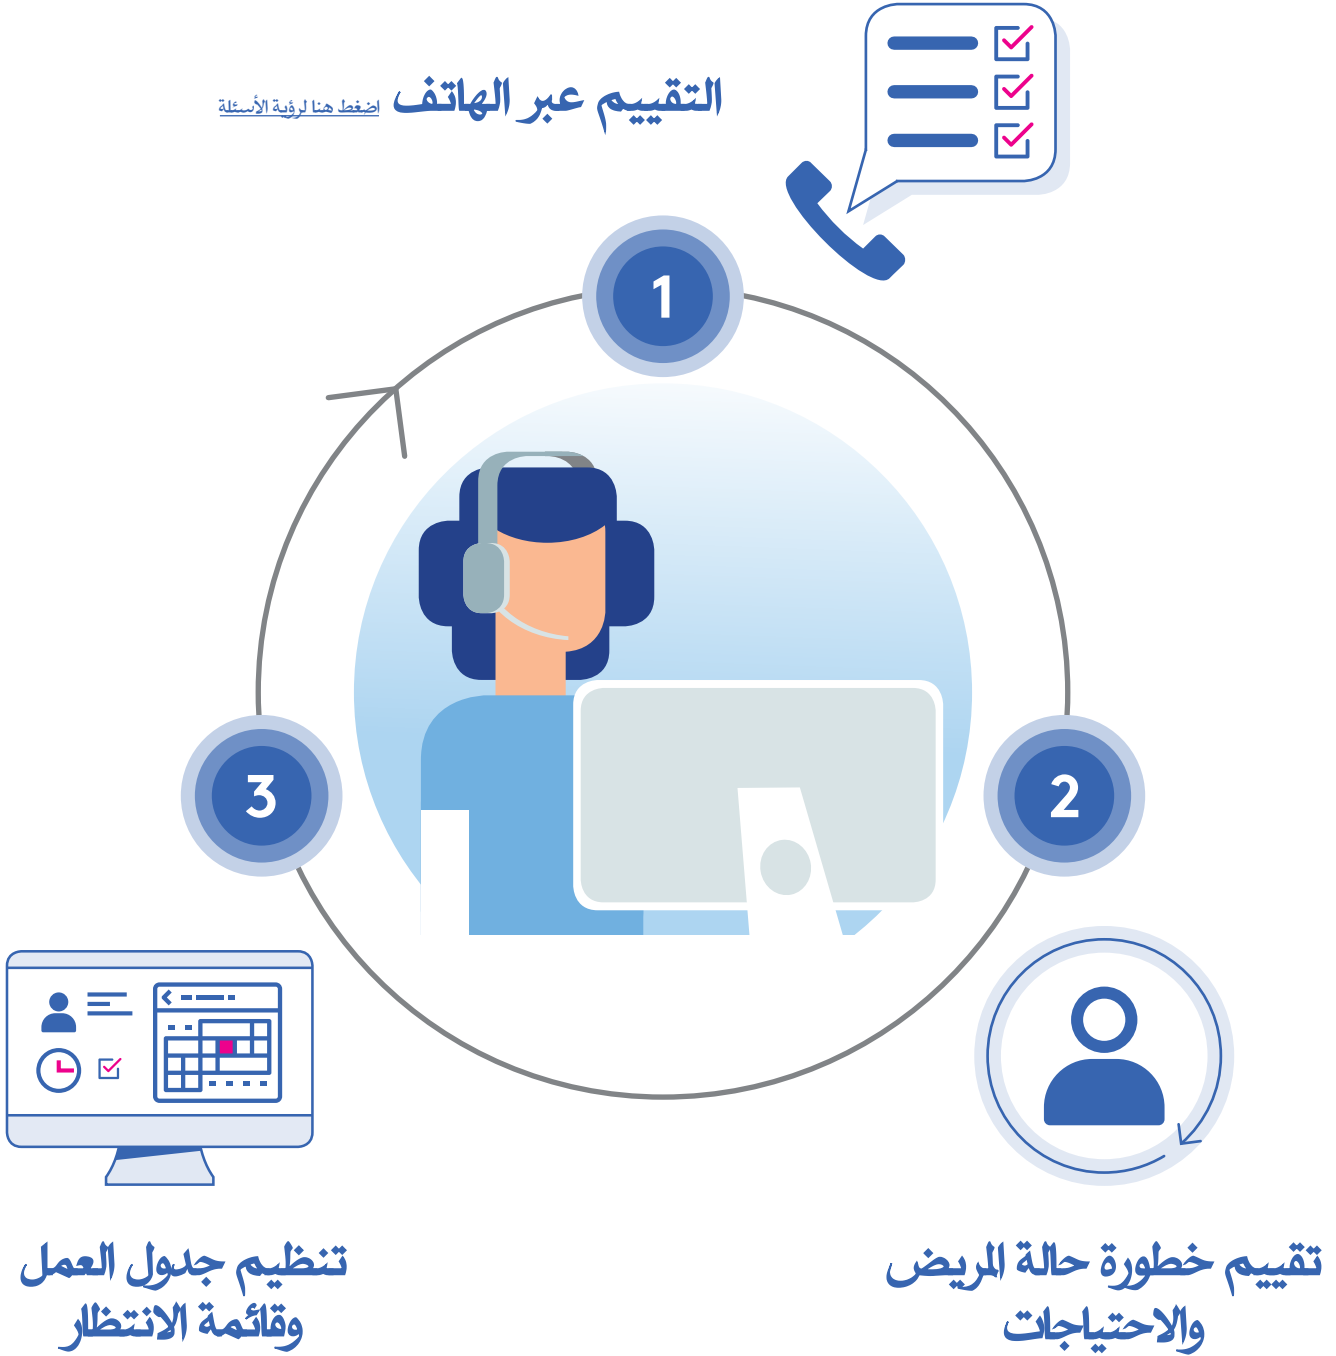 التقييم عبر الهاتف اضغط هنا لرؤية الأسئلة
1
2
تقييم خطورة حالة المريض
والاحتياجات
3
تنظيم جدول العمل
وقائمة الانتظار